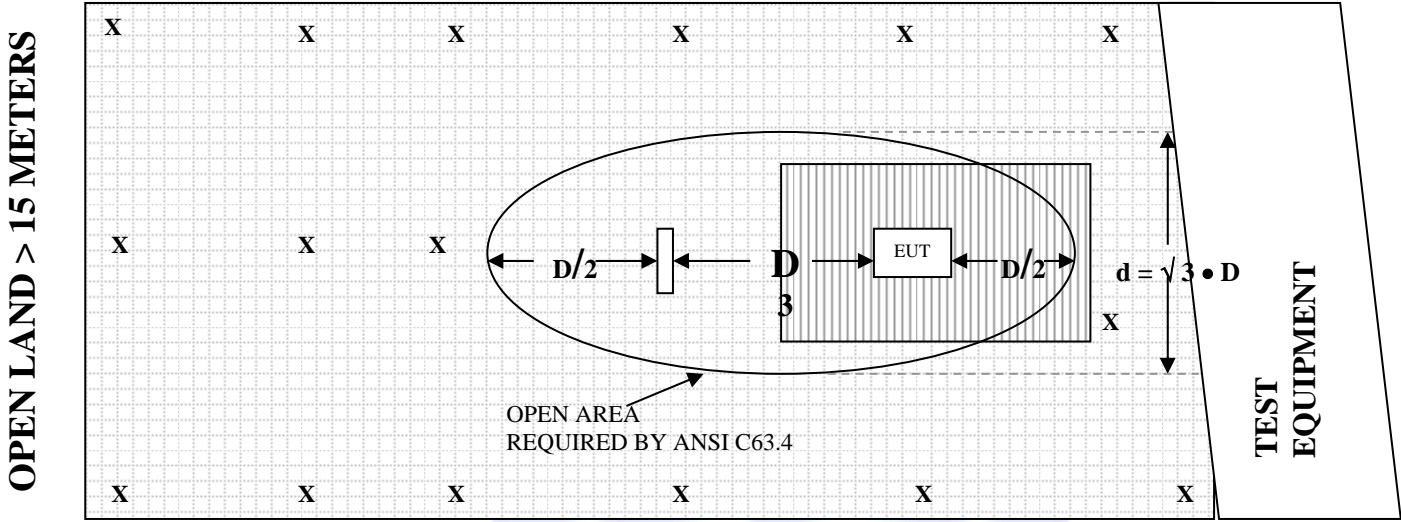 OPEN LAND > 15 METERS
X X X X X X
X X X
D/2
D
3
EUT
D/2
d = √ 3 • D
X
OPEN AREA
REQUIRED BY ANSI C63.4
TEST
EQUIPMENT
X X X X X X